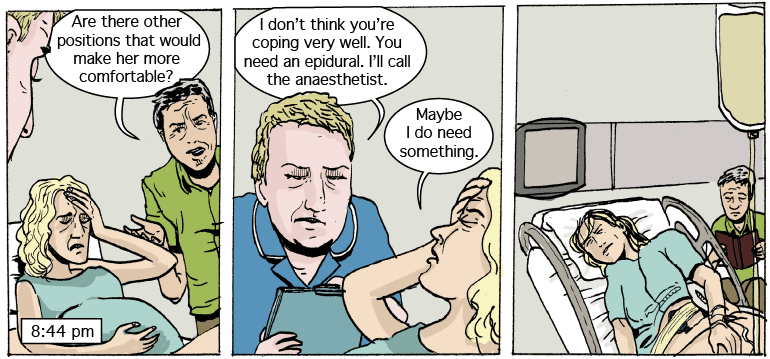 Are there other
positions that would
make her more
comfortable?
8:44 pm
I don't think you're
coping very well. You
need an epidural. I'll call
the anaesthetist.
Maybe
I do need
something.